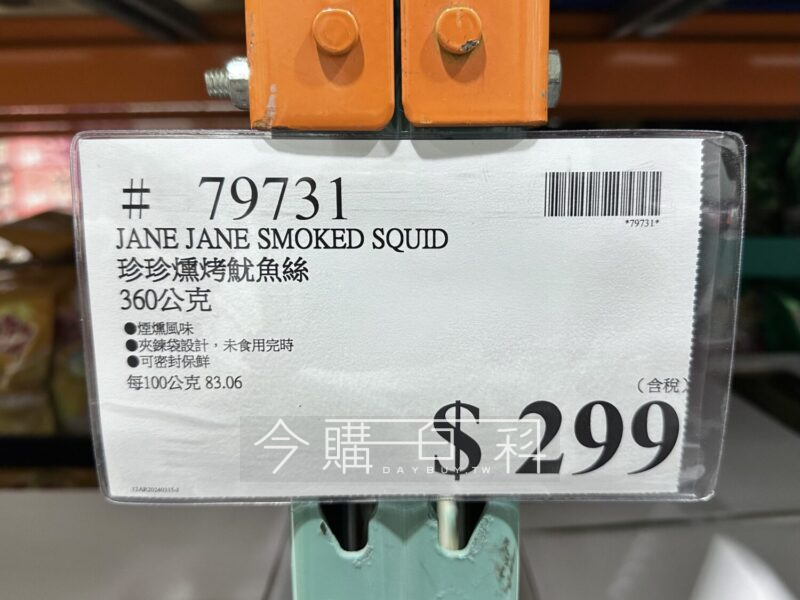 # 79731
*79731*
JANE JANE SMOKED SQUID
珍珍燻烤魷魚絲
360公克
●煙燻風味
●夾鍊袋設計，未食用完時
●可密封保鮮
每100公克 83.06
（含稅）
$ 299
今購百科
DAYBUY.TW